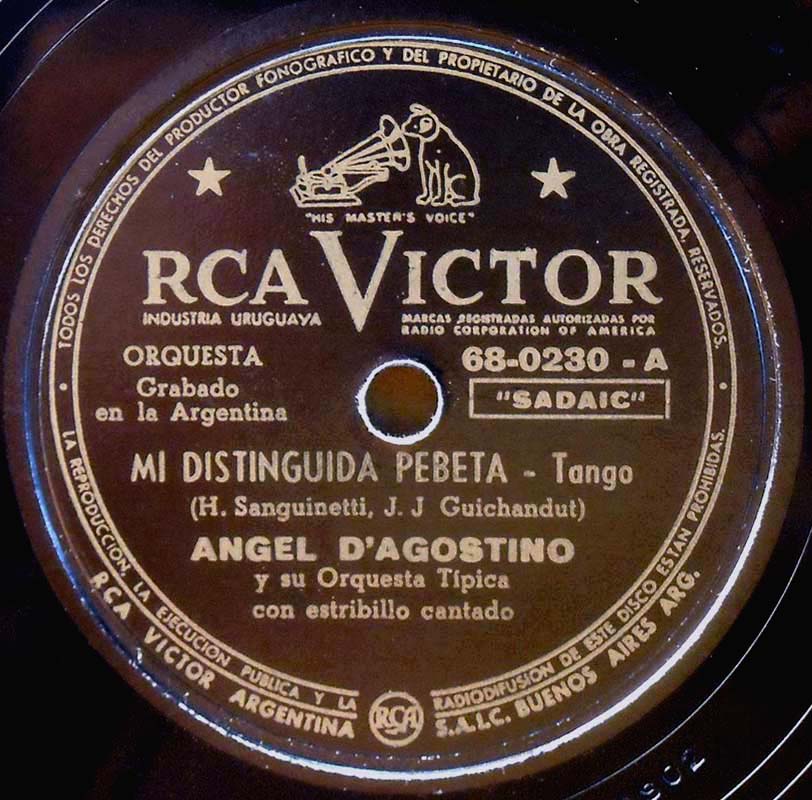 TODOS LOS DERECHOS DEL PRODUCTOR FONOGRAFICO Y DEL PROPIETARIO DE LA OBRA REGISTRADA, RESERVADOS.
"HIS MASTER'S VOICE"
RCA VICTOR
INDUSTRIA URUGUAYA
MARCAS REGISTRADAS AUTORIZADAS POR
RADIO CORPORATION OF AMERICA
ORQUESTA
68-0230 - A
Grabado
en la Argentina
"SADAIC"
MI DISTINGUIDA PEBETA - Tango
(H. Sanguinetti, J. J Guichandut)
ANGEL D'AGOSTINO
y su Orquesta Típica
con estribillo cantado
LA REPRODUCCION, LA EJECUCION PUBLICA Y LA RADIODIFUSION DE ESTE DISCO ESTAN PROHIBIDAS.
RCA VICTOR ARGENTINA S.A.I.C. BUENOS AIRES ARG.
RCA